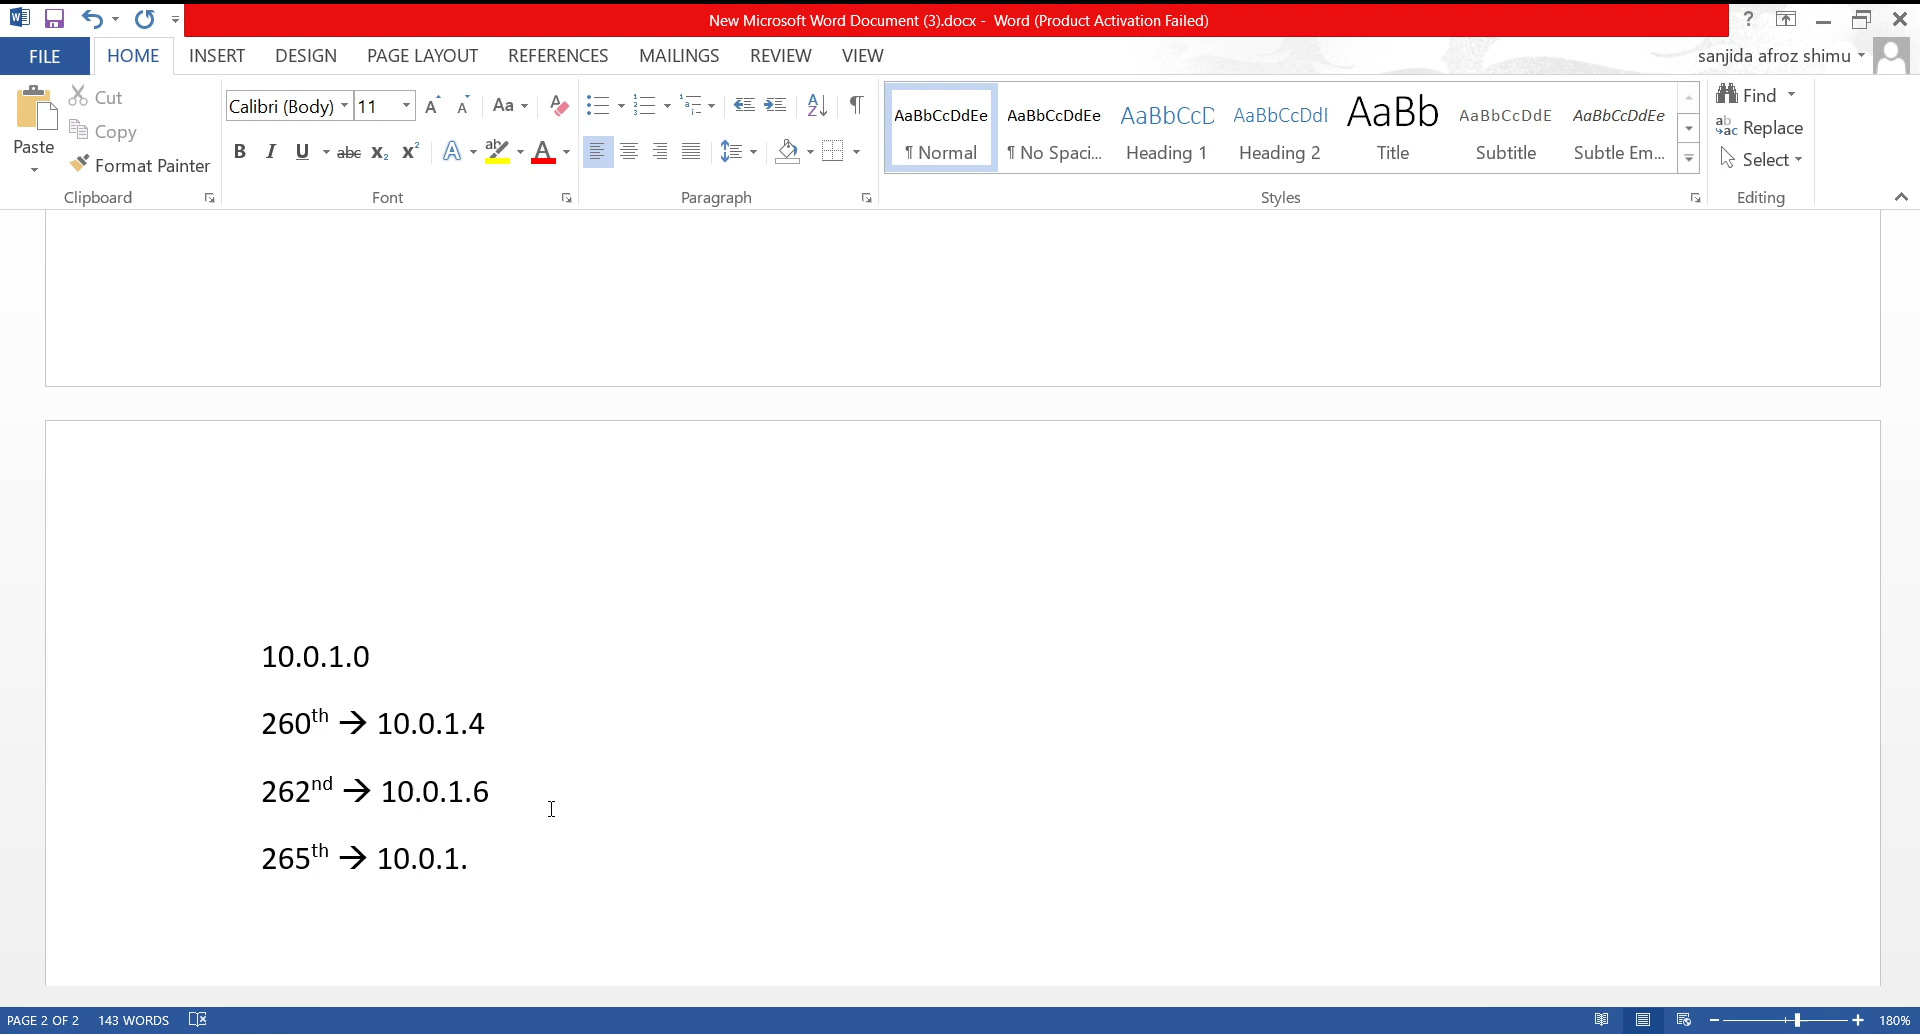 New Microsoft Word Document (3).docx - Word (Product Activation Failed)
?
FILE HOME INSERT DESIGN PAGE LAYOUT REFERENCES MAILINGS REVIEW VIEW
sanjida afroz shimu
Paste
Cut
Copy
Format Painter
Clipboard
Calibri (Body) 11
Aa
B I U abc X₂ X² A ab A
Font
A Z
¶
Paragraph
AaBbCcDdEe AaBbCcDdEe AaBbCcD AaBbCcDdI AaBb AaBbCcDdE AaBbCcDdEe
¶ Normal ¶ No Spaci... Heading 1 Heading 2 Title Subtitle Subtle Em...
Styles
Find
Replace
Select
Editing
10.0.1.0
260th → 10.0.1.4
262nd → 10.0.1.6
265th → 10.0.1.
PAGE 2 OF 2 143 WORDS
180%